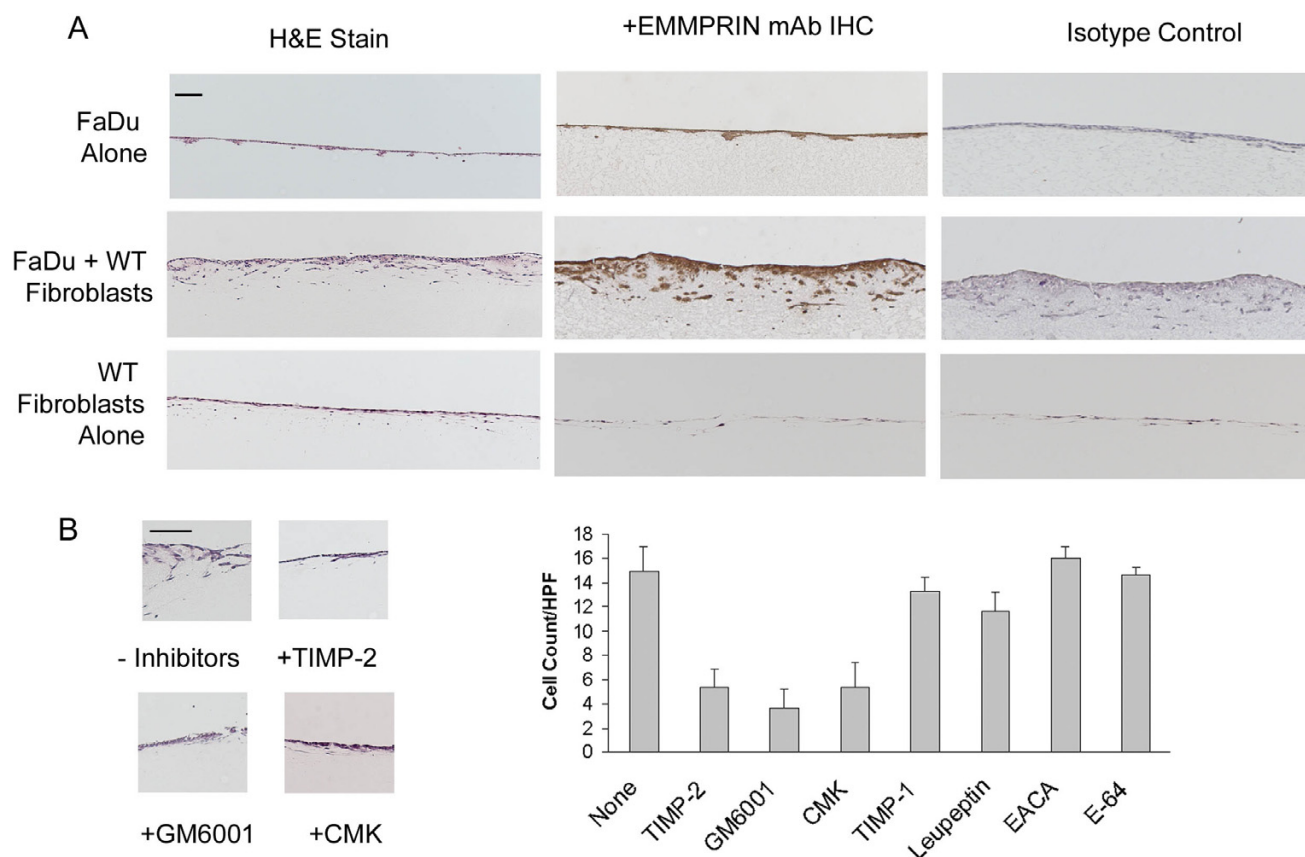 A
H&E Stain
+EMMPRIN mAb IHC
Isotype Control
FaDu
Alone
FaDu + WT
Fibroblasts
WT
Fibroblasts
Alone
B
- Inhibitors
+TIMP-2
+GM6001
+CMK
Cell Count/HPF
18
16
14
12
10
8
6
4
2
0
None
TIMP-2
GM6001
CMK
TIMP-1
Leupeptin
EACA
E-64